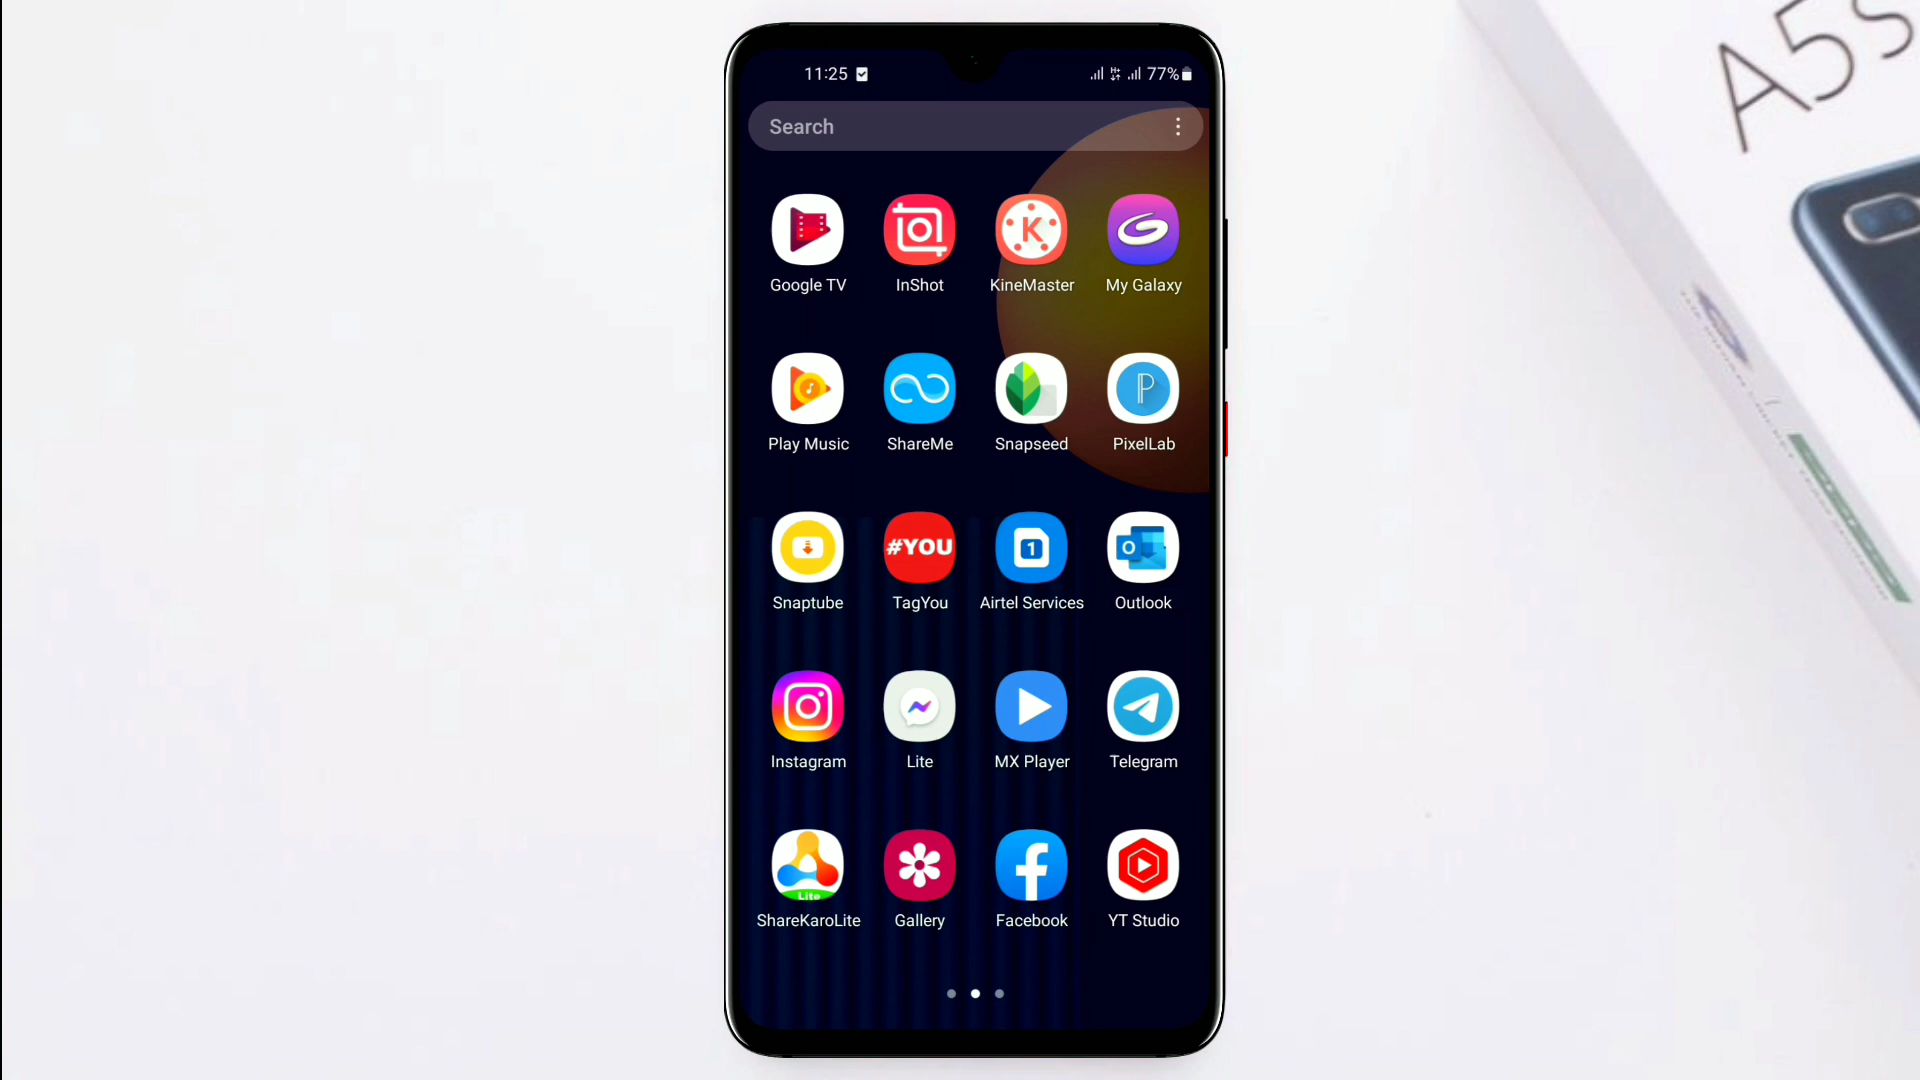 11:25
77%
Search
Google TV
InShot
KineMaster
My Galaxy
Play Music
ShareMe
Snapseed
PixelLab
#YOU
Snaptube
TagYou
Airtel Services
Outlook
Instagram
Lite
MX Player
Telegram
Lite
ShareKaroLite
Gallery
Facebook
YT Studio
A5s